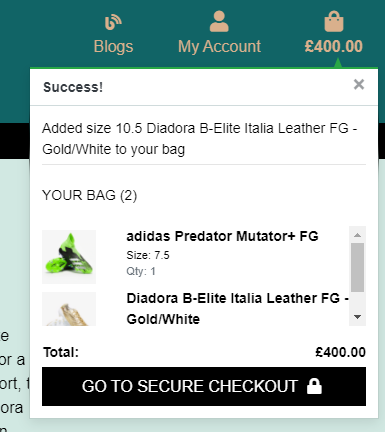 Blogs
My Account
£400.00
Success!
×
Added size 10.5 Diadora B-Elite Italia Leather FG -
Gold/White to your bag
YOUR BAG (2)
adidas Predator Mutator+ FG
Size: 7.5
Qty: 1
Diadora B-Elite Italia Leather FG -
Gold/White
Total:
£400.00
GO TO SECURE CHECKOUT
or a
ora